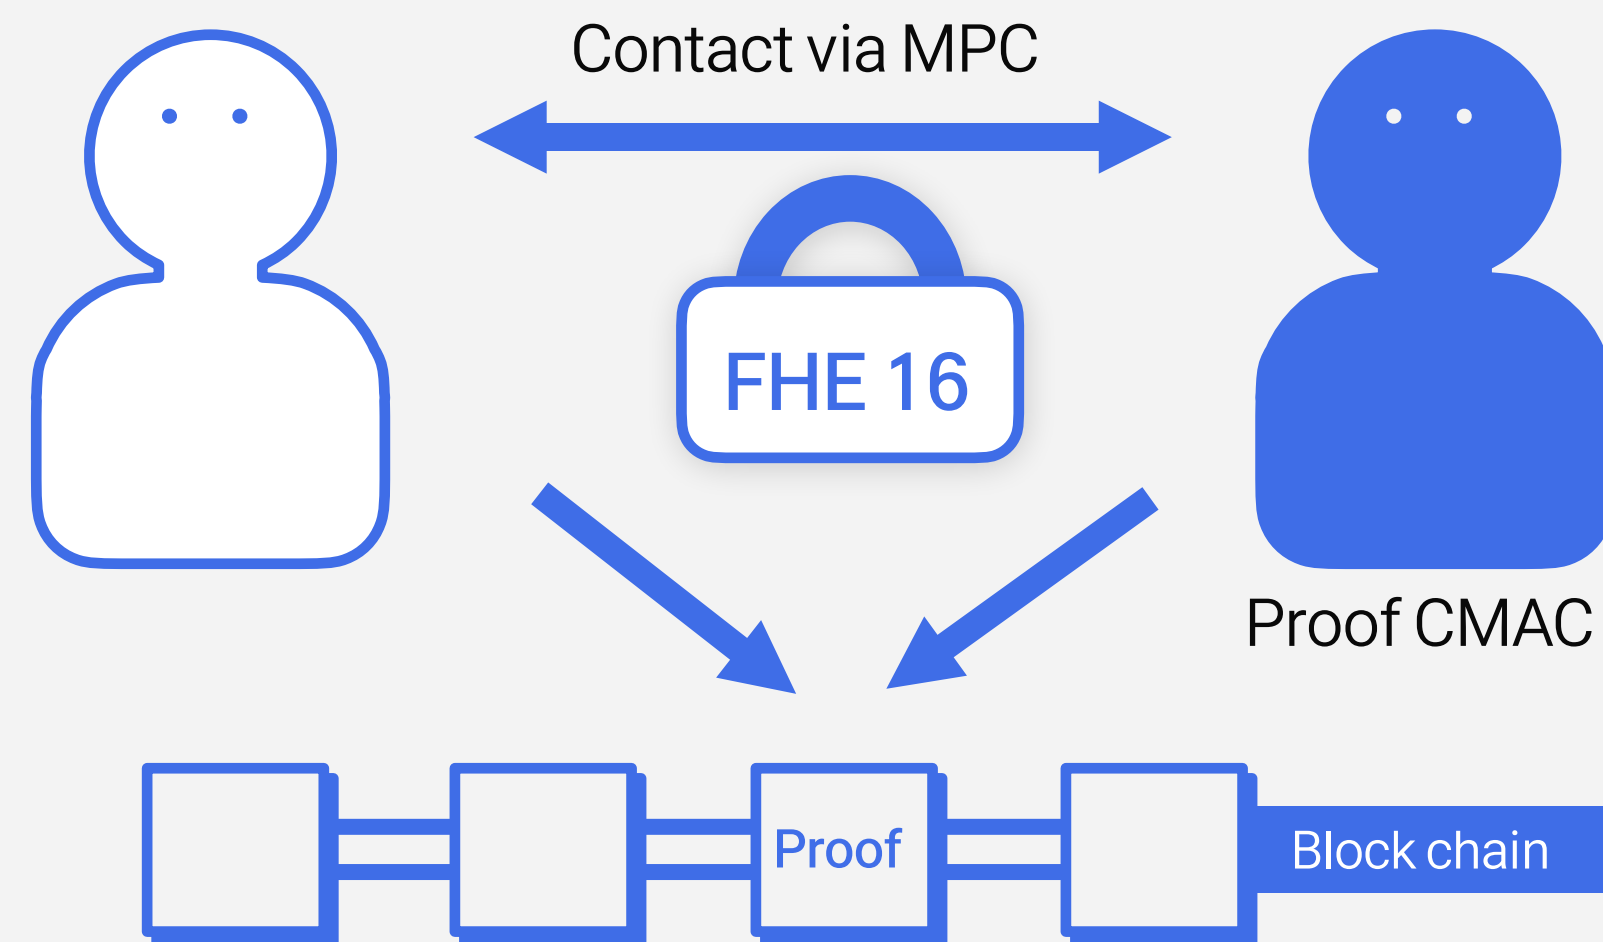 Contact via MPC
FHE 16
Proof CMAC
Proof
Block chain